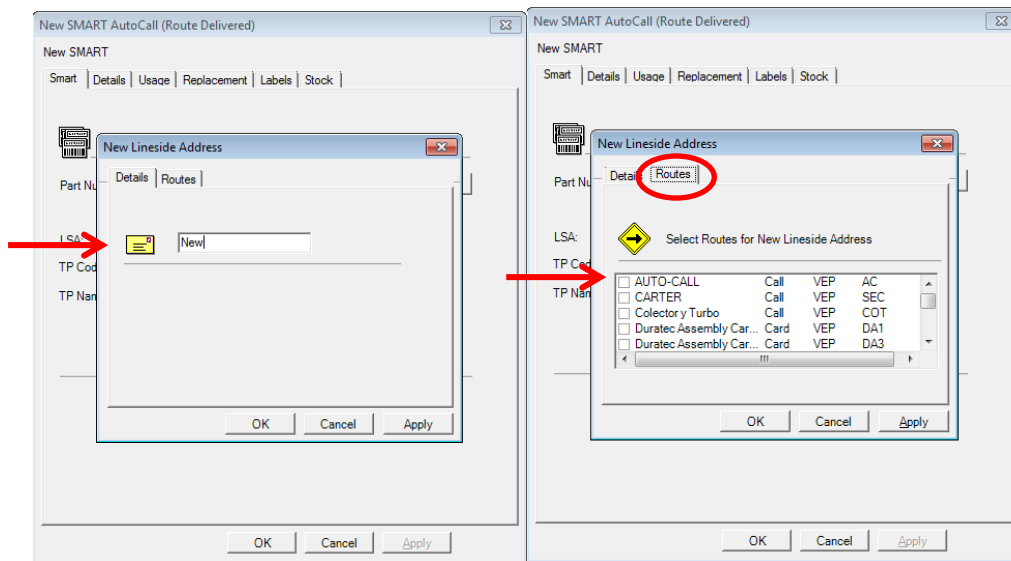 New SMART AutoCall (Route Delivered)
New SMART
Smart Details Usage Replacement Labels Stock
New Lineside Address
Details Routes
Part Nu
LSA:
New
TP Cod
TP Nan
OK Cancel Apply
OK Cancel Apply
New SMART AutoCall (Route Delivered)
New SMART
Smart Details Usage Replacement Labels Stock
New Lineside Address
Details Routes
Part Nu
LSA:
Select Routes for New Lineside Address
TP Cod
TP Nan
AUTO-CALL Call VEP AC
CARTER Call VEP SEC
Colector y Turbo Call VEP COT
Duratec Assembly Car... Card VEP DA1
Duratec Assembly Car... Card VEP DA3
OK Cancel Apply
OK Cancel Apply